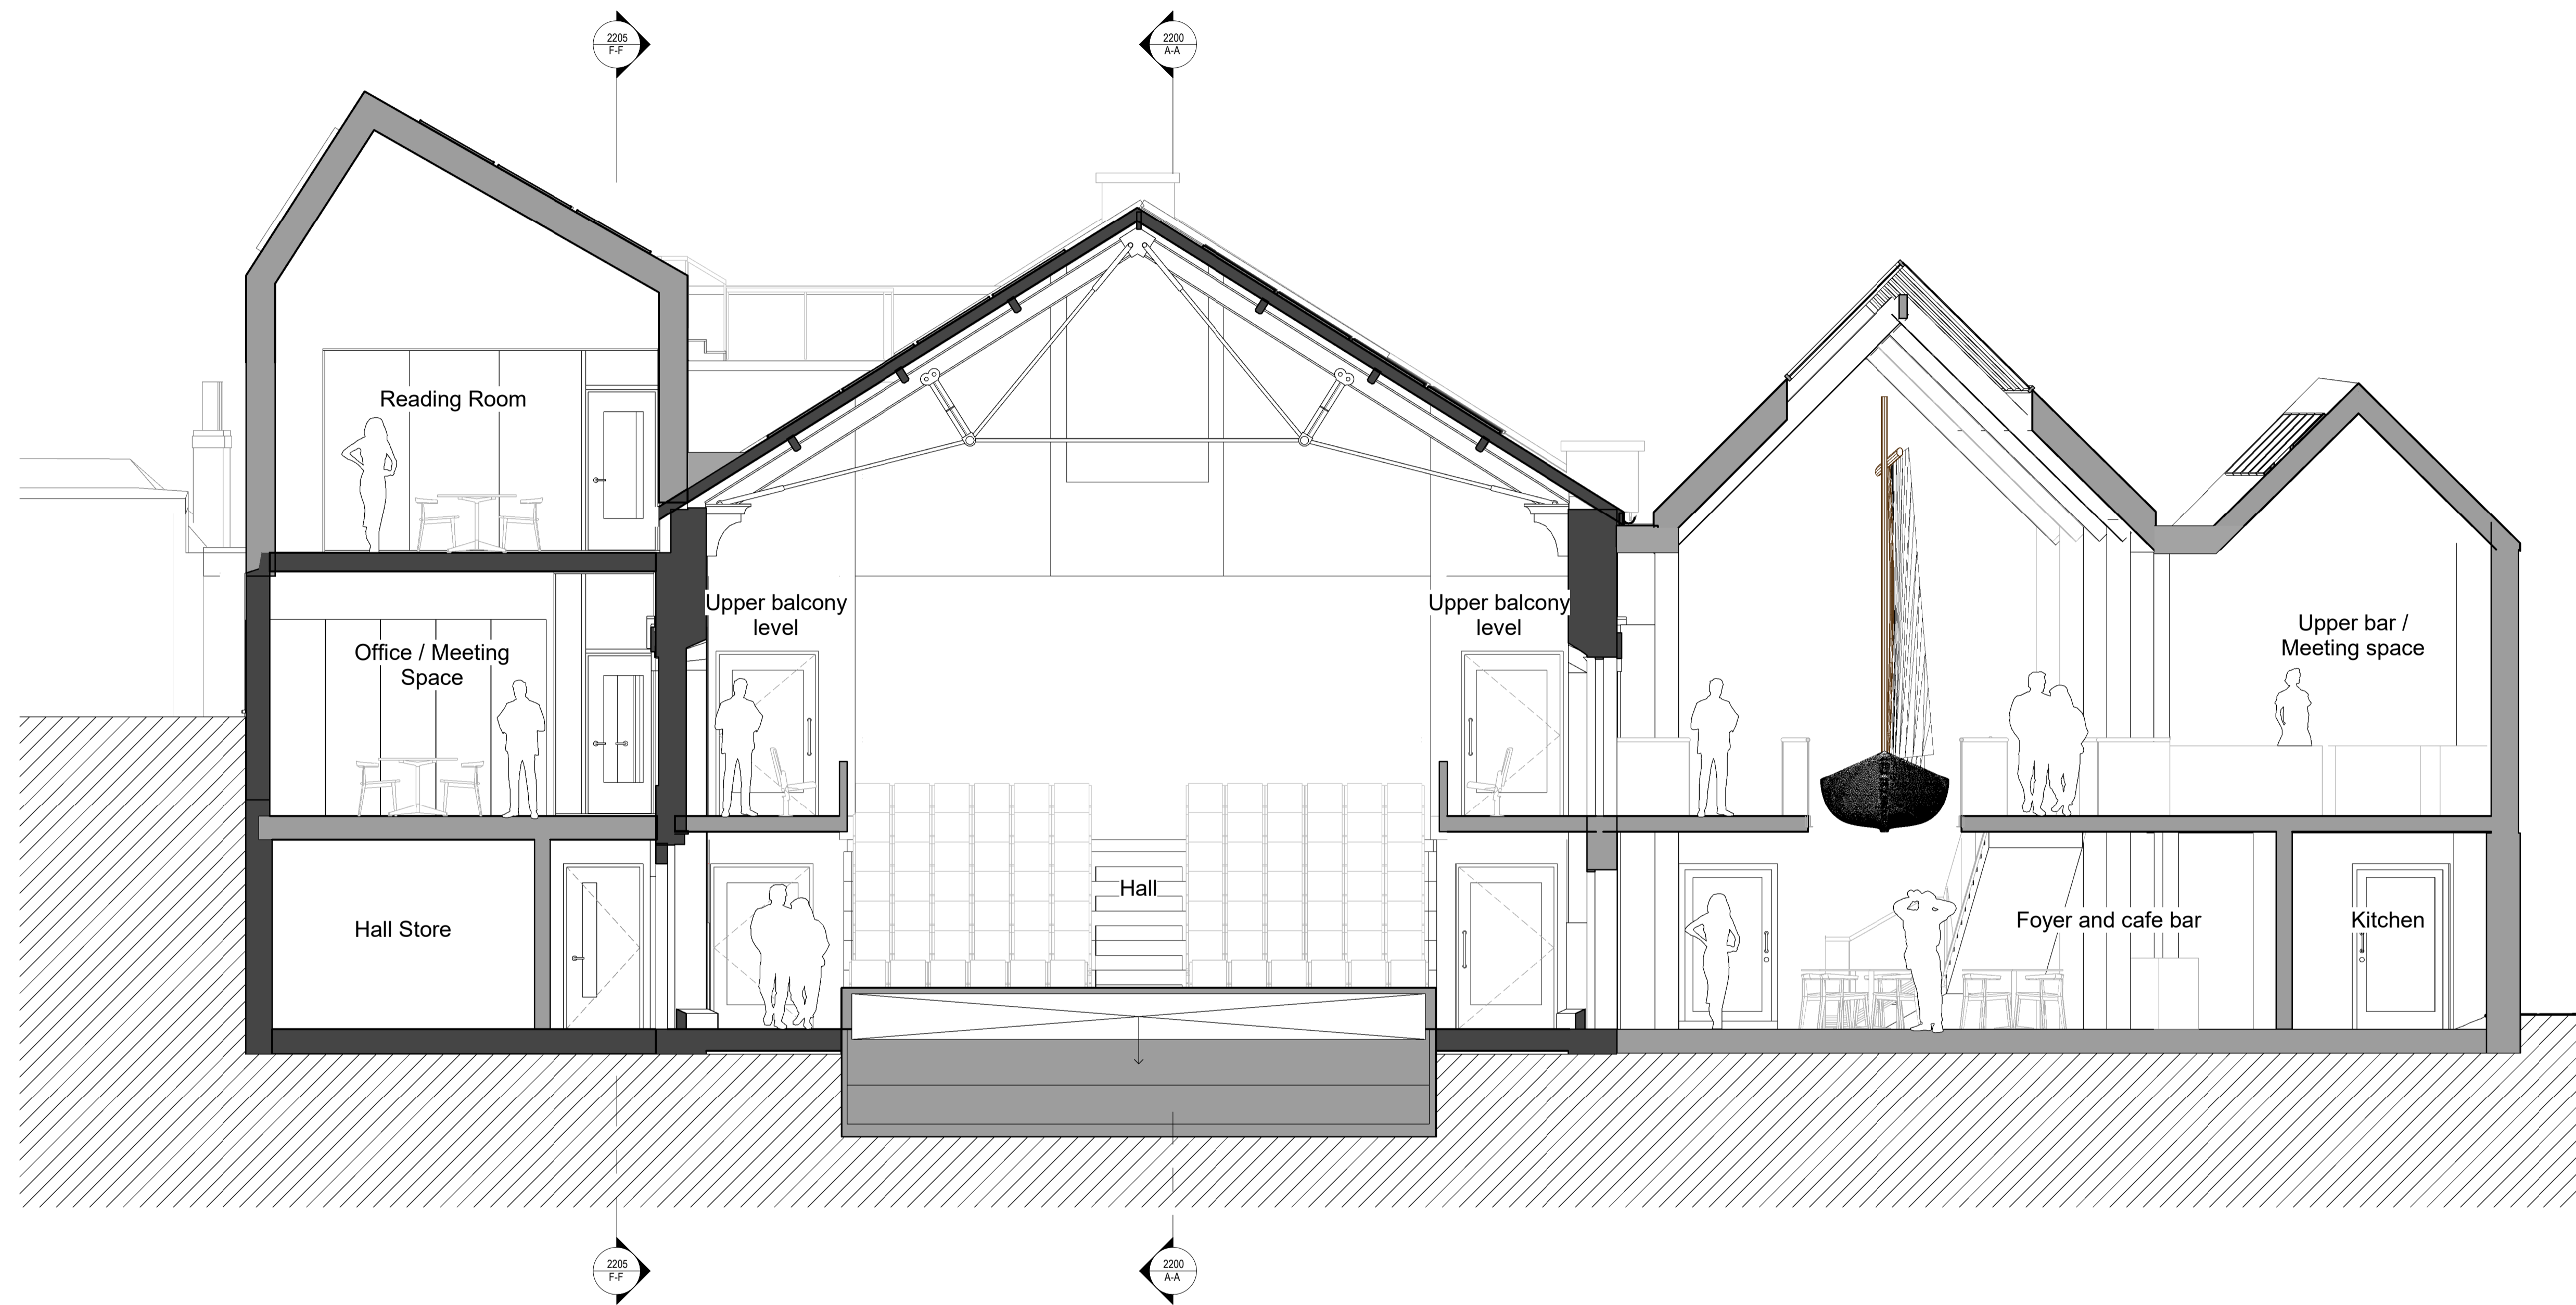 2205
F-F
2200
A-A
Reading Room
Upper balcony
level
Upper balcony
level
Upper bar /
Meeting space
Office / Meeting
Space
Hall
Hall Store
Foyer and cafe bar
Kitchen
2205
F-F
2200
A-A